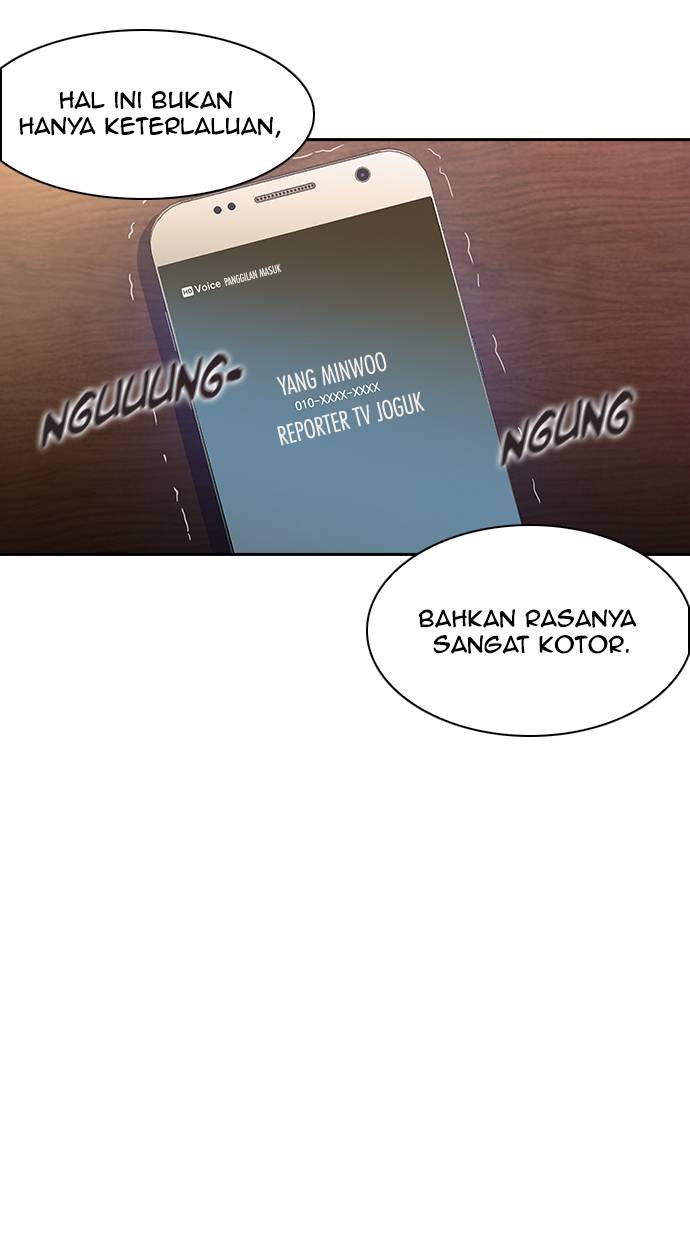 HAL INI BUKAN
HANYA KETERLALUAN,
HD Voice PANGGILAN MASUK
YANG MINWOO
010-XXXX-XXXX
REPORTER TV JOGUK
NGUUUNG-
NGUNG
BAHKAN RASANYA
SANGAT KOTOR.